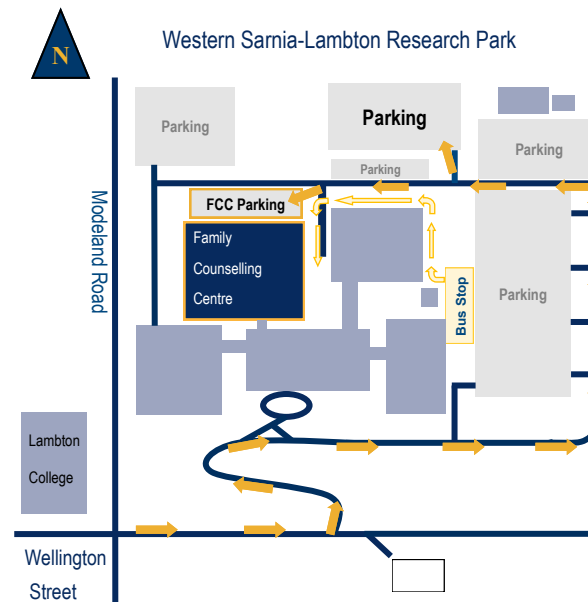 N
Western Sarnia-Lambton Research Park
Parking
Parking
Parking
Parking
Modeland Road
FCC Parking
Family
Counselling
Centre
Bus Stop
Parking
Lambton
College
Wellington
Street